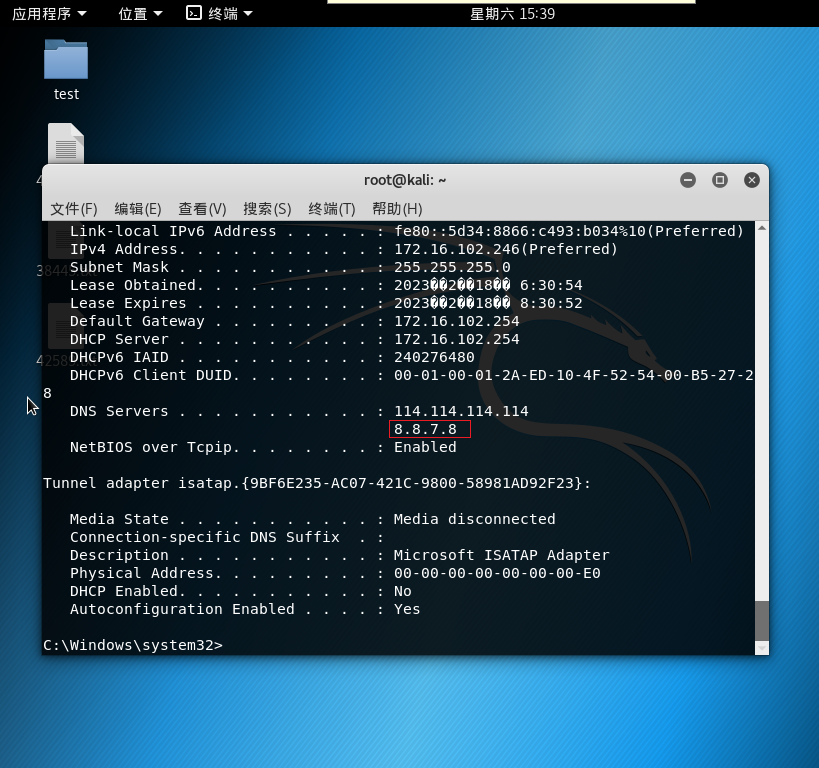 应用程序 位置 终端 星期六 15:39
test
root@kali: ~
文件(F) 编辑(E) 查看(V) 搜索(S) 终端(T) 帮助(H)
Link-local IPv6 Address . . . . . : fe80::5d34:8866:c493:b034%10(Preferred)
IPv4 Address. . . . . . . . . . . : 172.16.102.246(Preferred)
Subnet Mask . . . . . . . . . . . : 255.255.255.0
Lease Obtained. . . . . . . . . . : 2023��2��18�� 6:30:54
Lease Expires . . . . . . . . . . : 2023��2��18�� 8:30:52
Default Gateway . . . . . . . . . : 172.16.102.254
DHCP Server . . . . . . . . . . . : 172.16.102.254
DHCPv6 IAID . . . . . . . . . . . : 240276480
DHCPv6 Client DUID. . . . . . . . : 00-01-00-01-2A-ED-10-4F-52-54-00-B5-27-2
8
DNS Servers . . . . . . . . . . . : 114.114.114.114
8.8.7.8
NetBIOS over Tcpip. . . . . . . . : Enabled
Tunnel adapter isatap.{9BF6E235-AC07-421C-9800-58981AD92F23}:
Media State . . . . . . . . . . . : Media disconnected
Connection-specific DNS Suffix  . :
Description . . . . . . . . . . . : Microsoft ISATAP Adapter
Physical Address. . . . . . . . . : 00-00-00-00-00-00-00-E0
DHCP Enabled. . . . . . . . . . . : No
Autoconfiguration Enabled . . . . : Yes
C:\Windows\system32>